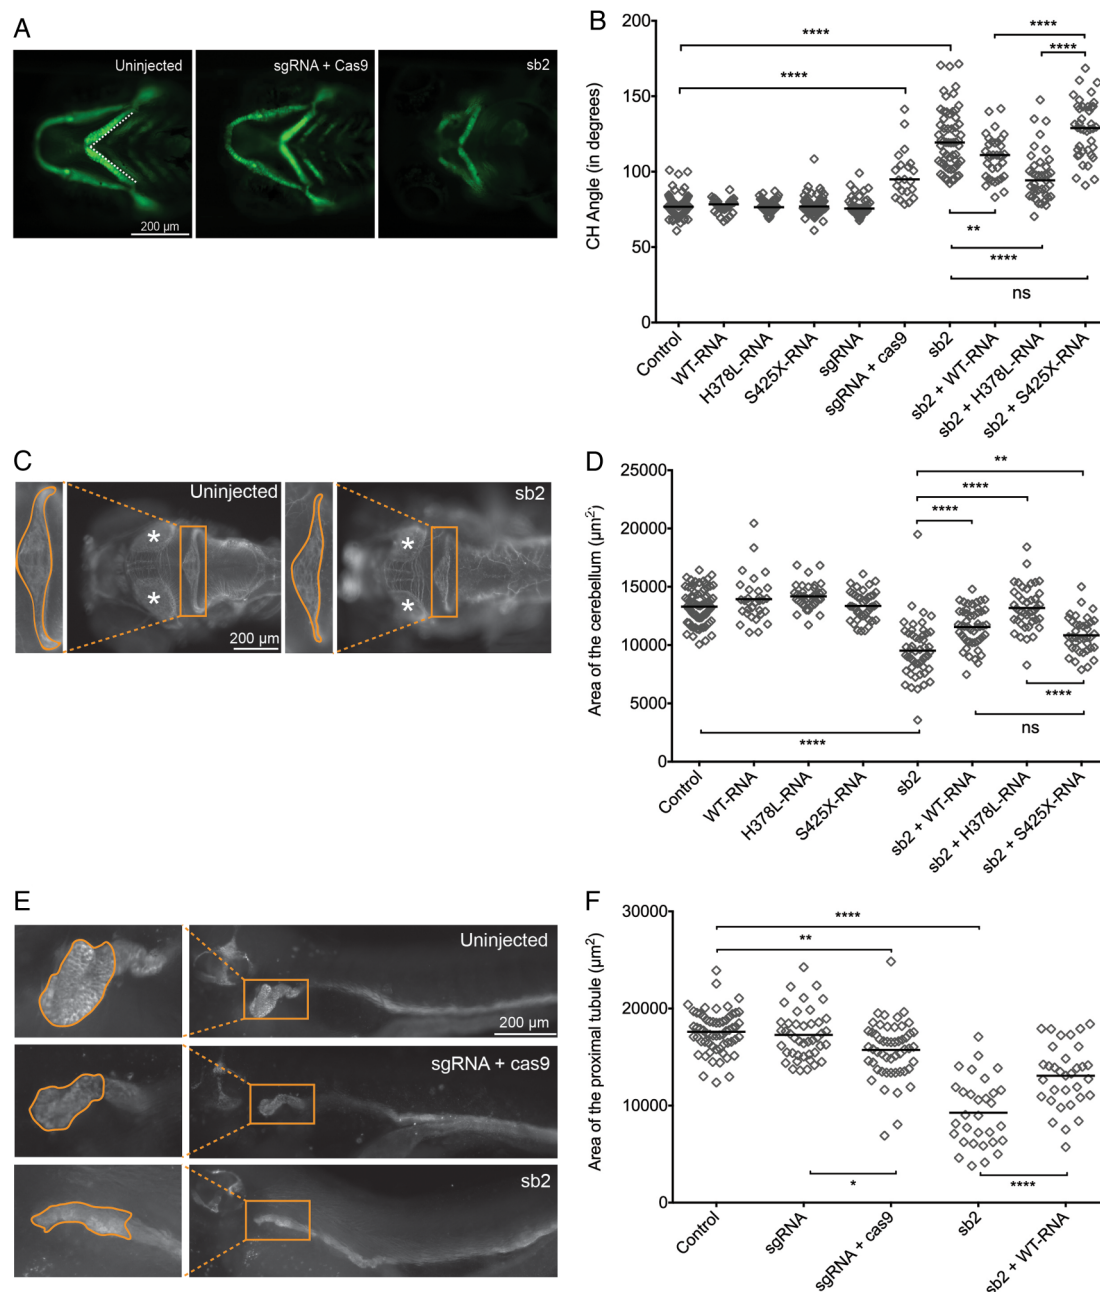 A
Uninjected
sgRNA + Cas9
sb2
200 µm
B
CH Angle (in degrees)
200
150
100
50
0
****
****
****
****
**
****
ns
Control
WT-RNA
H378L-RNA
S425X-RNA
sgRNA
sgRNA + cas9
sb2
sb2 + WT-RNA
sb2 + H378L-RNA
sb2 + S425X-RNA
C
Uninjected
sb2
*
*
*
*
200 µm
D
Area of the cerebellum (µm²)
25000
20000
15000
10000
5000
0
**
****
****
****
ns
****
Control
WT-RNA
H378L-RNA
S425X-RNA
sb2
sb2 + WT-RNA
sb2 + H378L-RNA
sb2 + S425X-RNA
E
Uninjected
200 µm
sgRNA + cas9
sb2
F
Area of the proximal tubule (µm²)
30000
20000
10000
0
****
**
*
****
Control
sgRNA
sgRNA + cas9
sb2
sb2 + WT-RNA